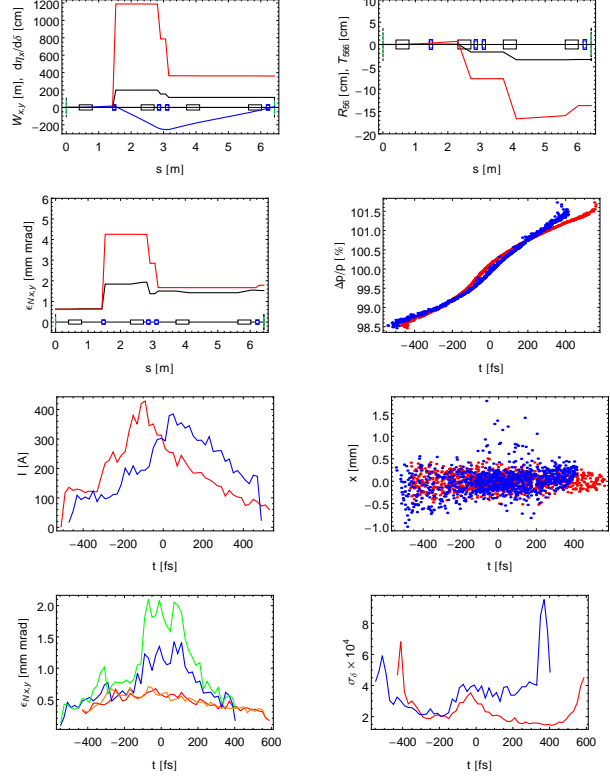 W_{x,y} [m], dη_x/dδ [cm]
1200
1000
800
600
400
200
0
−200
0 1 2 3 4 5 6
s [m]
R_{56} [cm], T_{566} [cm]
10
5
0
−5
−10
−15
−20
0 1 2 3 4 5 6
s [m]
ϵ_{Nx,y} [mm mrad]
6
5
4
3
2
1
0
0 1 2 3 4 5 6
s [m]
Δp/p [%]
101.5
101.0
100.5
100.0
99.5
99.0
98.5
−400 −200 0 200 400
t [fs]
I [A]
400
300
200
100
0
−400 −200 0 200 400
t [fs]
x [mm]
1.5
1.0
0.5
0.0
−0.5
−1.0
−400 −200 0 200 400 600
t [fs]
ϵ_{Nx,y} [mm mrad]
2.0
1.5
1.0
0.5
−400 −200 0 200 400 600
t [fs]
σ_δ × 10^4
8
6
4
2
−400 −200 0 200 400 600
t [fs]